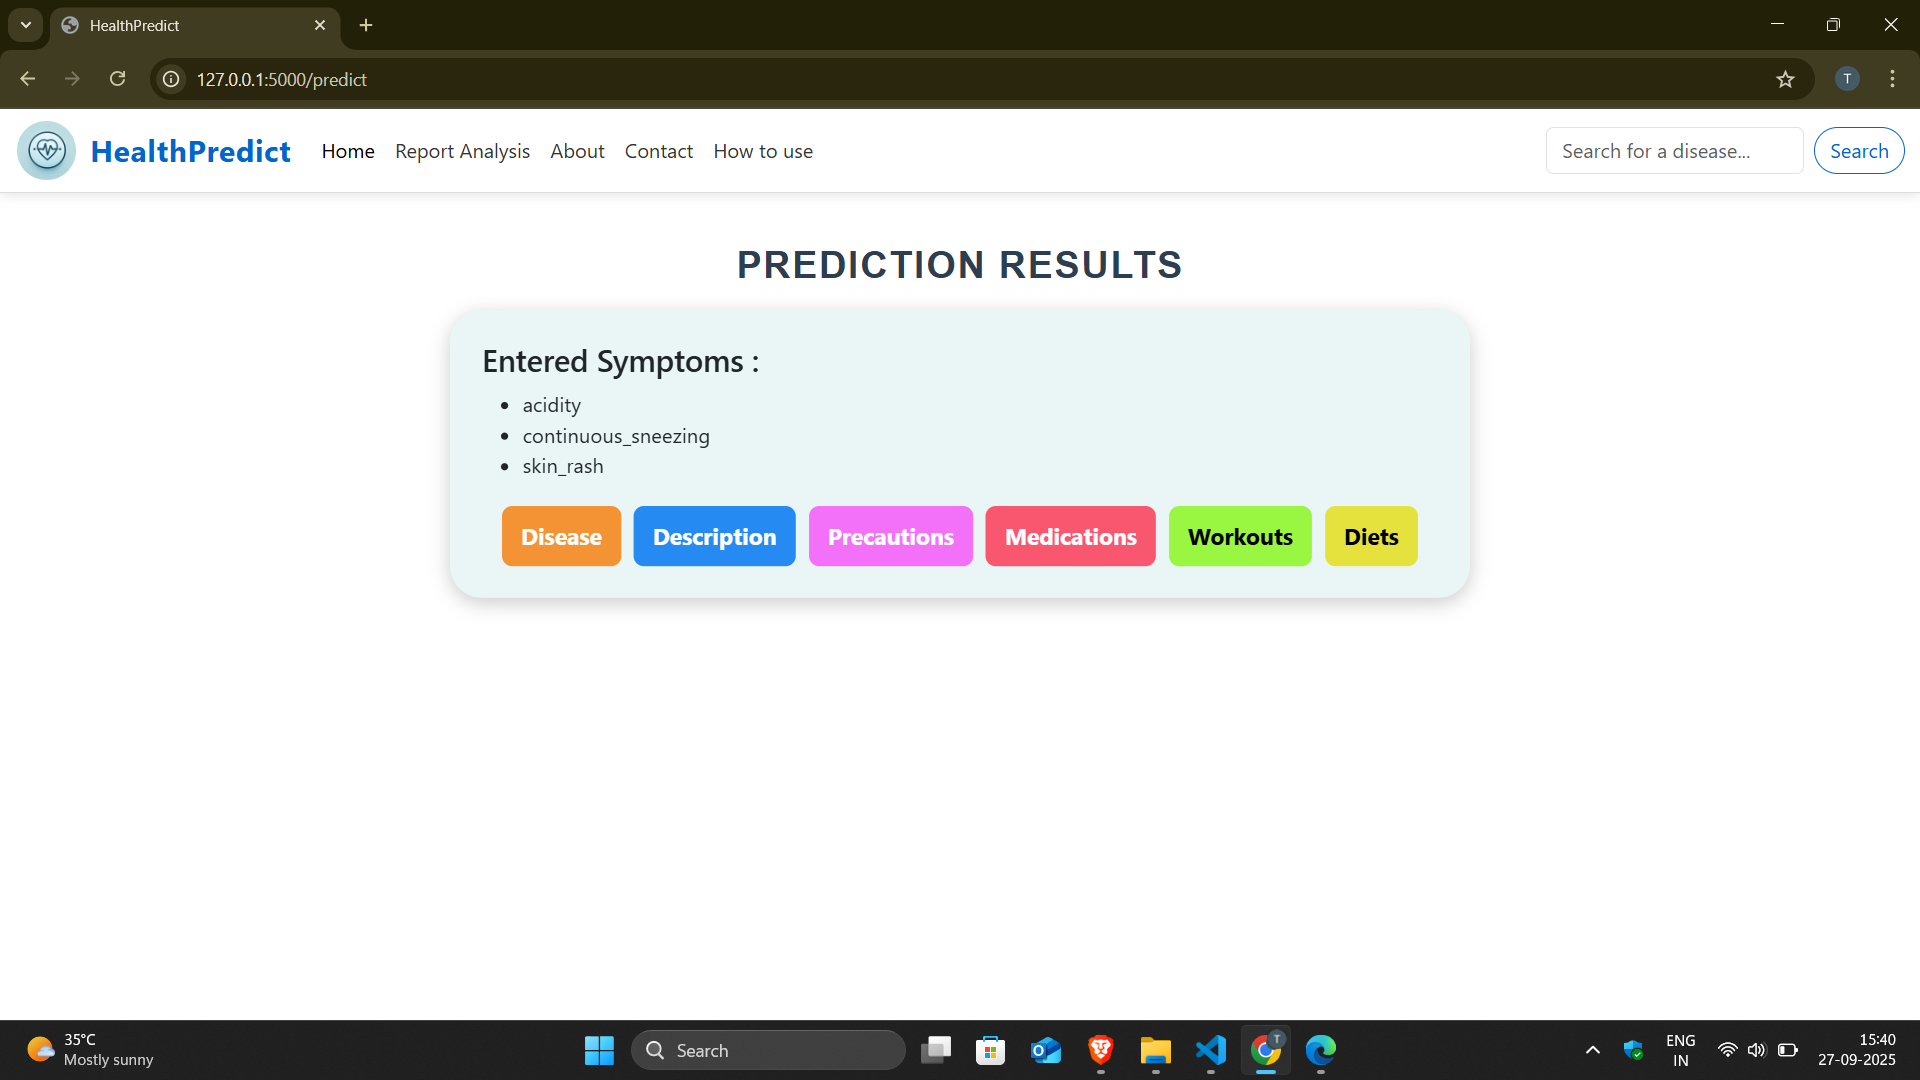 HealthPredict
127.0.0.1:5000/predict
T
HealthPredict Home Report Analysis About Contact How to use Search for a disease... Search
PREDICTION RESULTS
Entered Symptoms :
• acidity
• continuous_sneezing
• skin_rash
Disease Description Precautions Medications Workouts Diets
35°C
Mostly sunny
Search
ENG
IN
15:40
27-09-2025